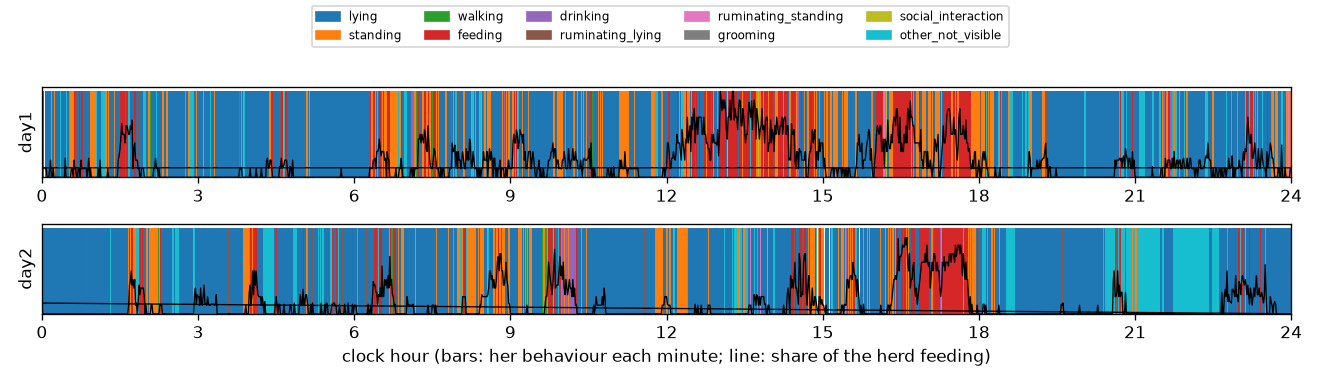 lying walking drinking ruminating_standing social_interaction
standing feeding ruminating_lying grooming other_not_visible
day1
0 3 6 9 12 15 18 21 24
day2
0 3 6 9 12 15 18 21 24
clock hour (bars: her behaviour each minute; line: share of the herd feeding)